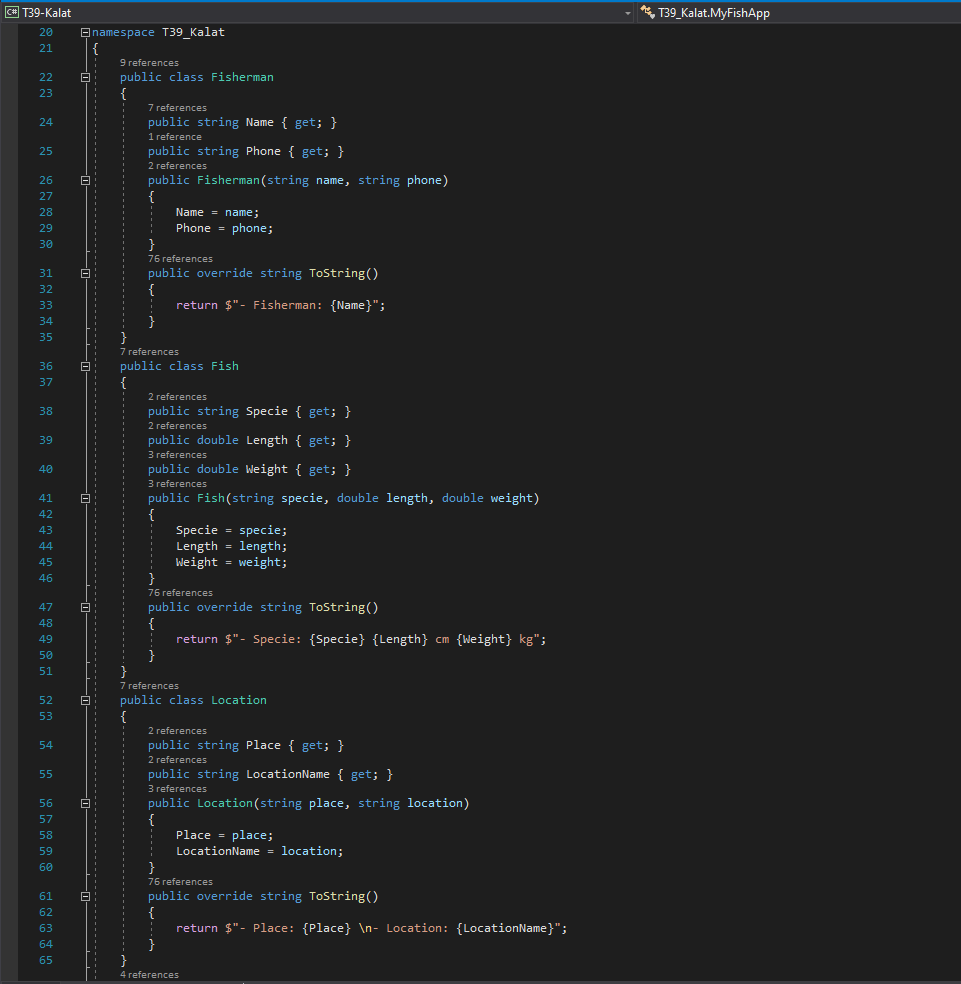 C# T39-Kalat T39_Kalat.MyFishApp
20 namespace T39_Kalat
21 {
9 references
22 public class Fisherman
23 {
7 references
24 public string Name { get; }
1 reference
25 public string Phone { get; }
2 references
26 public Fisherman(string name, string phone)
27 {
28 Name = name;
29 Phone = phone;
30 }
76 references
31 public override string ToString()
32 {
33 return $"- Fisherman: {Name}";
34 }
35 }
7 references
36 public class Fish
37 {
2 references
38 public string Specie { get; }
2 references
39 public double Length { get; }
3 references
40 public double Weight { get; }
3 references
41 public Fish(string specie, double length, double weight)
42 {
43 Specie = specie;
44 Length = length;
45 Weight = weight;
46 }
76 references
47 public override string ToString()
48 {
49 return $"- Specie: {Specie} {Length} cm {Weight} kg";
50 }
51 }
7 references
52 public class Location
53 {
2 references
54 public string Place { get; }
2 references
55 public string LocationName { get; }
3 references
56 public Location(string place, string location)
57 {
58 Place = place;
59 LocationName = location;
60 }
76 references
61 public override string ToString()
62 {
63 return $"- Place: {Place} \n- Location: {LocationName}";
64 }
65 }
4 references